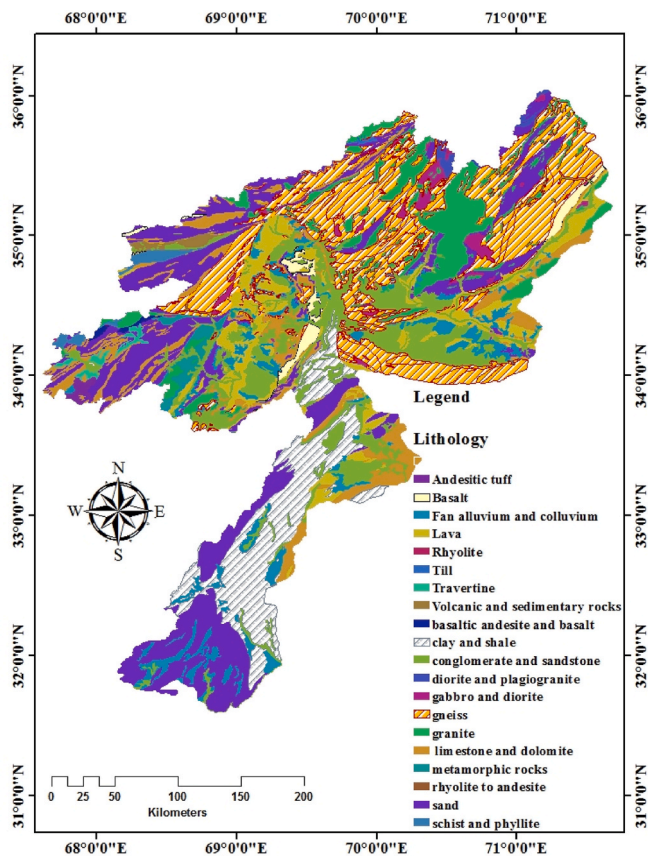 68°0'0"N 69°0'0"N 70°0'0"N 71°0'0"N
36°0'0"N 36°0'0"N
35°0'0"N 35°0'0"N
34°0'0"N 34°0'0"N
33°0'0"N 33°0'0"N
32°0'0"N 32°0'0"N
31°0'0"N 31°0'0"N
Legend
Lithology
Andesitic tuff
Basalt
Fan alluvium and colluvium
Lava
Rhyolite
Till
Travertine
Volcanic and sedimentary rocks
basaltic andesite and basalt
clay and shale
conglomerate and sandstone
diorite and plagiogranite
gabbro and diorite
gneiss
granite
limestone and dolomite
metamorphic rocks
rhyolite to andesite
sand
schist and phyllite
N
W E
S
0 25 50 100 150 200
Kilometers
68°0'0"E 69°0'0"E 70°0'0"E 71°0'0"E